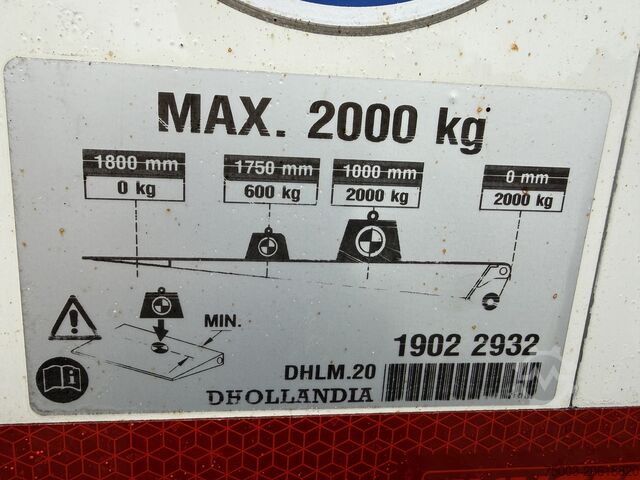 MAX. 2000 kg
1800 mm 1750 mm 1000 mm 0 mm
0 kg 600 kg 2000 kg 2000 kg
MIN.
1902 2932
DHLM.20
DHOLLANDIA